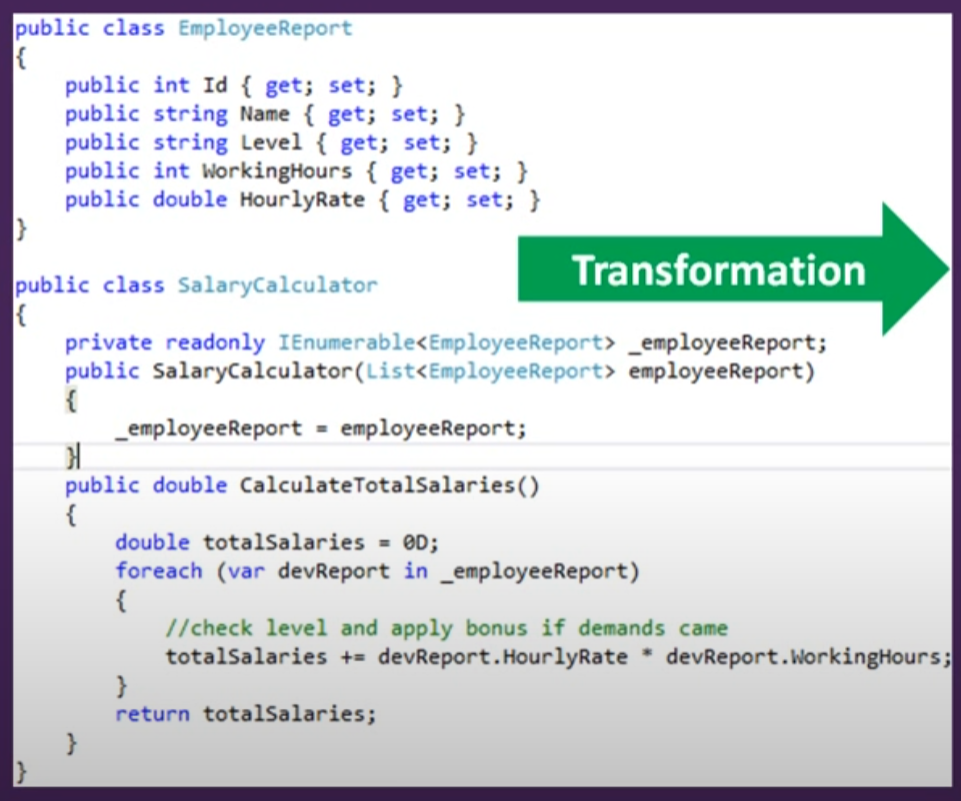 public class EmployeeReport
{
    public int Id { get; set; }
    public string Name { get; set; }
    public string Level { get; set; }
    public int WorkingHours { get; set; }
    public double HourlyRate { get; set; }
}
Transformation
public class SalaryCalculator
{
    private readonly IEnumerable<EmployeeReport> _employeeReport;
    public SalaryCalculator(List<EmployeeReport> employeeReport)
    {
        _employeeReport = employeeReport;
    }
    public double CalculateTotalSalaries()
    {
        double totalSalaries = 0D;
        foreach (var devReport in _employeeReport)
        {
            //check level and apply bonus if demands came
            totalSalaries += devReport.HourlyRate * devReport.WorkingHours;
        }
        return totalSalaries;
    }
}